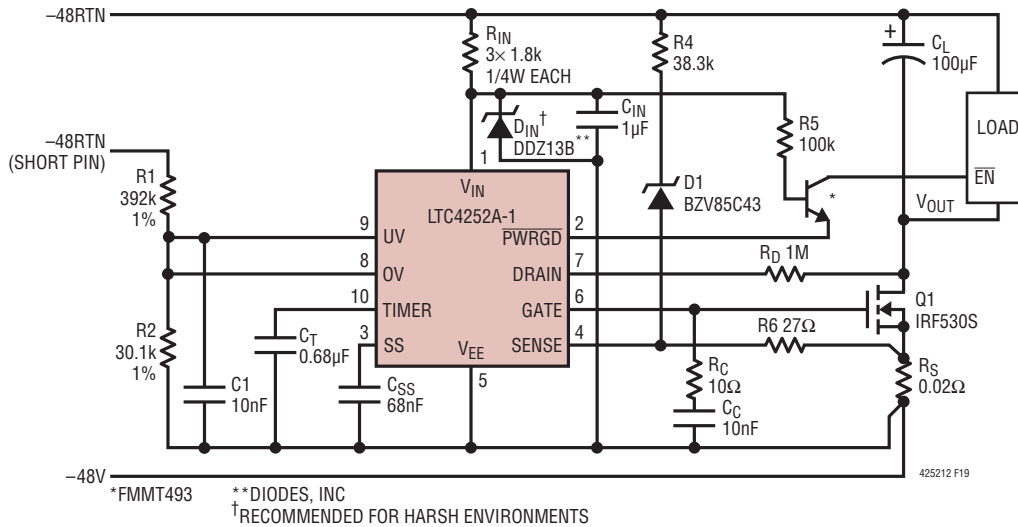 −48RTN
RIN
3× 1.8k
1/4W EACH
R4
38.3k
+
CL
100µF
CIN
1µF
DIN†
DDZ13B**
R5
100k
LOAD
EN
−48RTN
(SHORT PIN)
R1
392k
1%
1
VIN
LTC4252A-1
D1
BZV85C43
*
VOUT
9
UV
PWRGD
2
8
OV
DRAIN
7
RD 1M
10
TIMER
GATE
6
Q1
IRF530S
R2
30.1k
1%
CT
0.68µF
3
SS
VEE
SENSE
4
R6 27Ω
5
RS
0.02Ω
RC
10Ω
C1
10nF
CSS
68nF
CC
10nF
−48V
425212 F19
*FMMT493
**DIODES, INC
†RECOMMENDED FOR HARSH ENVIRONMENTS